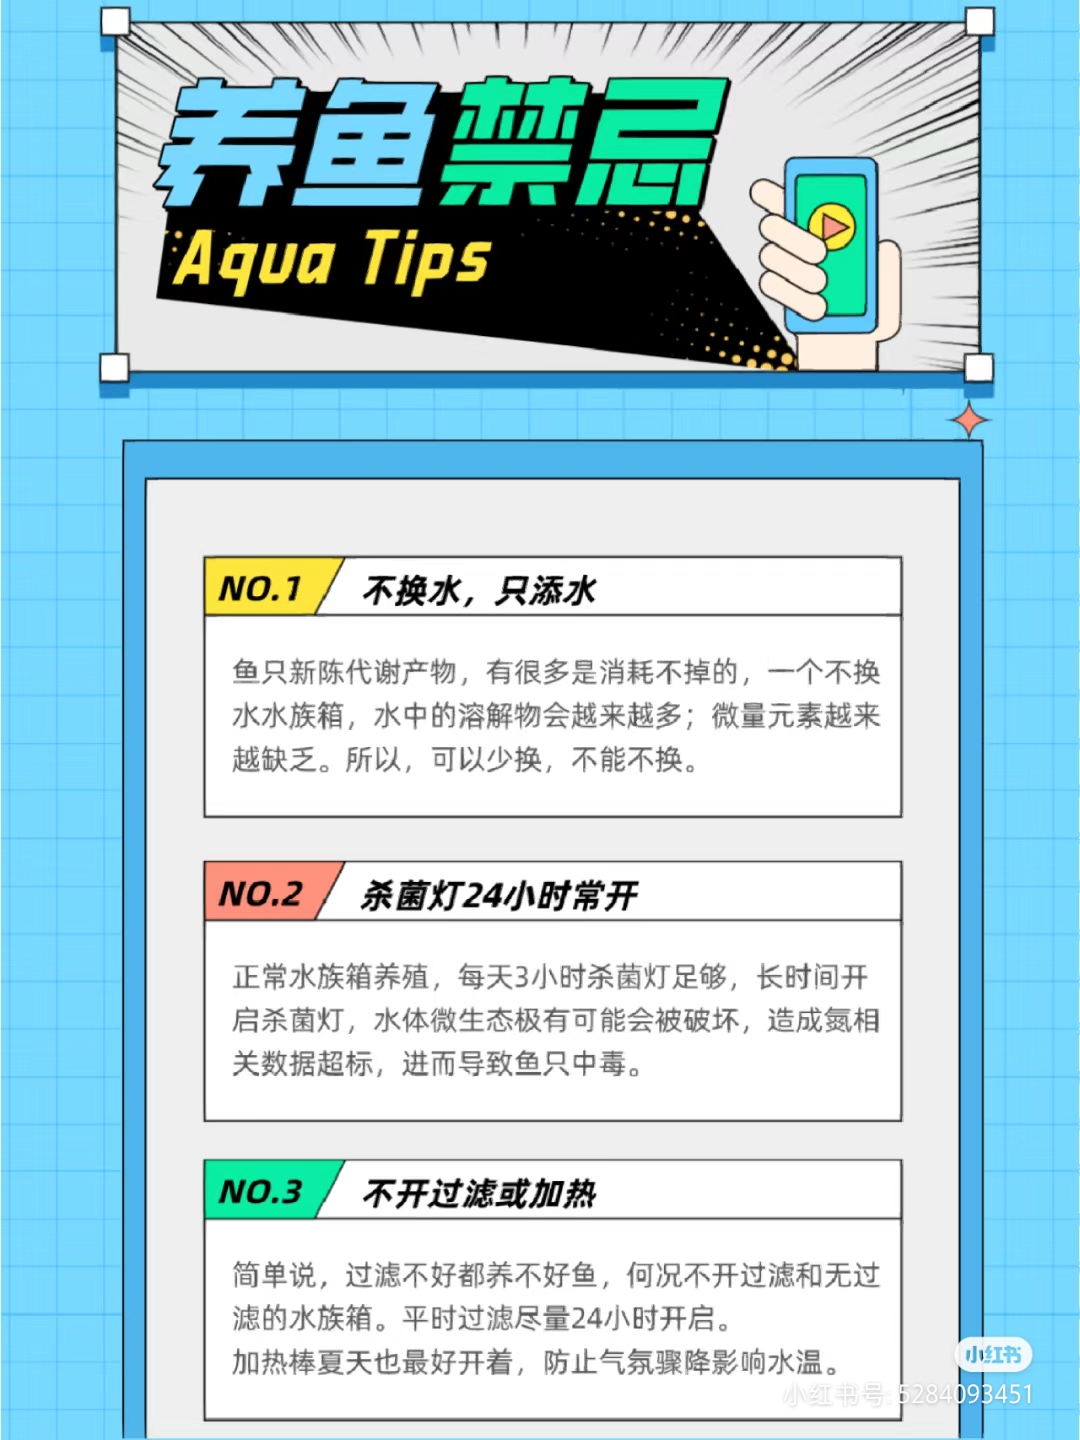 养鱼禁忌
Aqua Tips
NO.1 不换水，只添水
鱼只新陈代谢产物，有很多是消耗不掉的，一个不换
水水族箱，水中的溶解物会越来越多；微量元素越来
越缺乏。所以，可以少换，不能不换。
NO.2 杀菌灯24小时常开
正常水族箱养殖，每天3小时杀菌灯足够，长时间开
启杀菌灯，水体微生态极有可能会被破坏，造成氮相
关数据超标，进而导致鱼只中毒。
NO.3 不开过滤或加热
简单说，过滤不好都养不好鱼，何况不开过滤和无过
滤的水族箱。平时过滤尽量24小时开启。
加热棒夏天也最好开着，防止气氛骤降影响水温。
小红书
小红书号: 5284093451